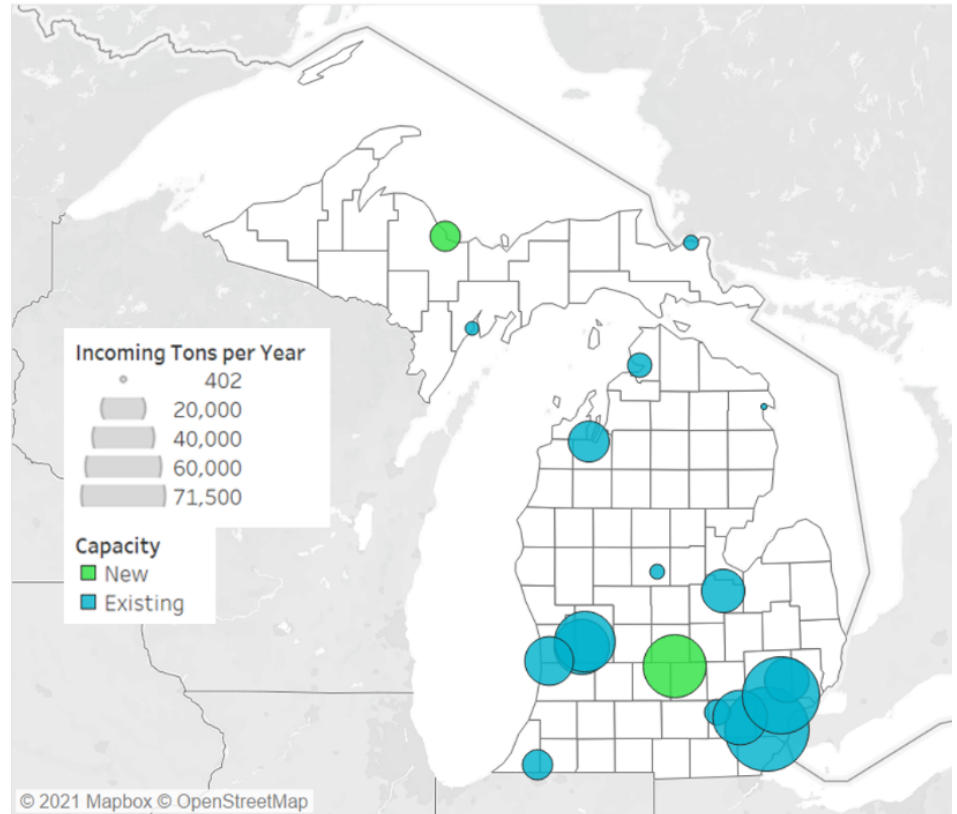 Incoming Tons per Year
402
20,000
40,000
60,000
71,500
Capacity
New
Existing
© 2021 Mapbox © OpenStreetMap